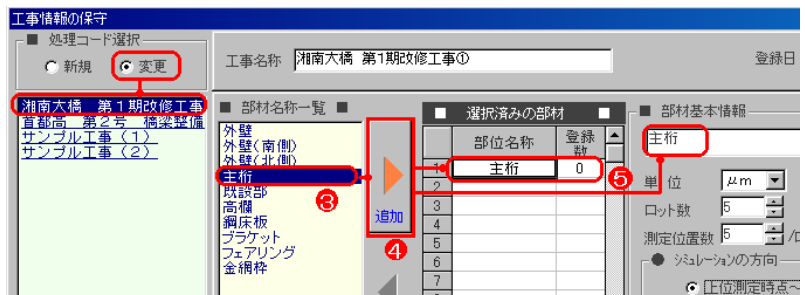 工事情報の保守
■ 処理コード選択
新規 変更
工事名称 湘南大橋 第1期改修工事① 登録日
湘南大橋 第１期改修工事
首都高 第２号 橋梁整備
サンプル工事（１）
サンプル工事（２）
■ 部材名称一覧 ■
外壁
外壁(南側)
外壁(北側)
主桁
既設部
高欄
鋼床板
ブラケット
フェアリング
金網枠
③
追加
④
■ 選択済みの部材 ■
部位名称 登録数
1 主桁 0
2
3
4
5
6
7
⑤
■ 部材基本情報
主桁
単位 μm
ロット数 5
測定位置数 5 /ロ
● シミュレーションの方向
上位測定時点～